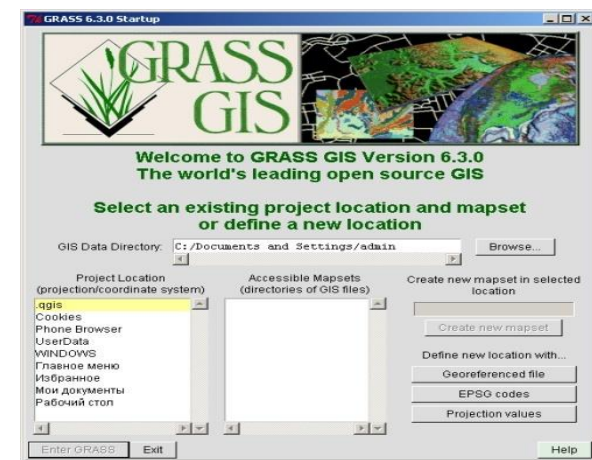 GRASS 6.3.0 Startup
GRASS
GIS
Welcome to GRASS GIS Version 6.3.0
The world's leading open source GIS
Select an existing project location and mapset
or define a new location
GIS Data Directory: C:/Documents and Settings/admin Browse...
Project Location
(projection/coordinate system)
.qgis
Cookies
Phone Browser
UserData
WINDOWS
Главное меню
Избранное
Мои документы
Рабочий стол
Accessible Mapsets
(directories of GIS files)
Create new mapset in selected
location
Create new mapset
Define new location with...
Georeferenced file
EPSG codes
Projection values
Enter GRASS Exit Help